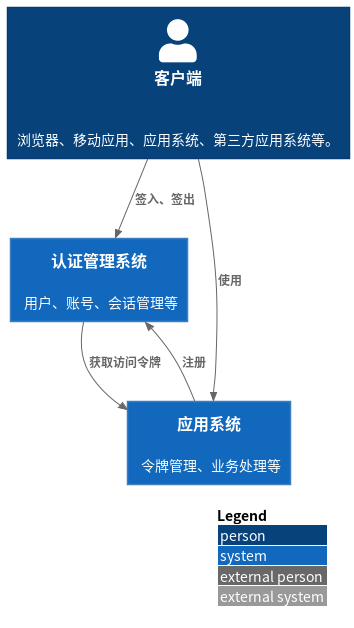 客户端
浏览器、移动应用、应用系统、第三方应用系统等。
签入、签出
认证管理系统
用户、账号、会话管理等
使用
获取访问令牌
注册
应用系统
令牌管理、业务处理等
Legend
person
system
external person
external system